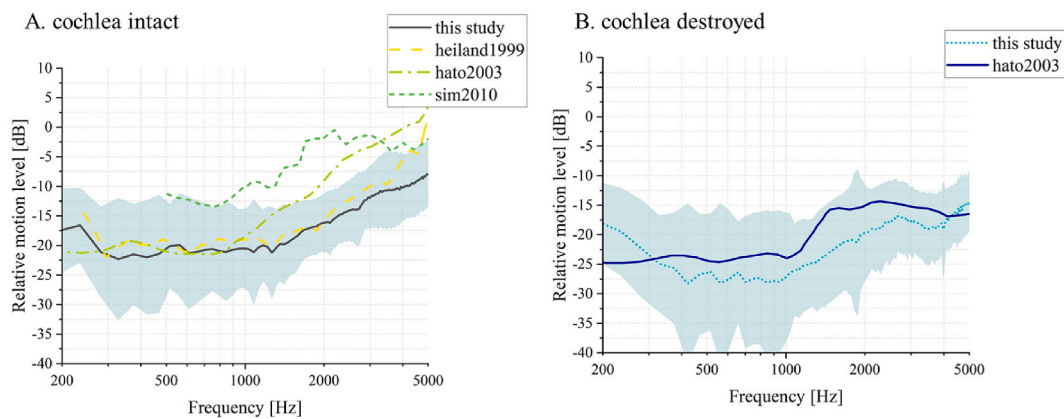 A. cochlea intact
this study
heiland1999
hato2003
sim2010
10
5
0
-5
-10
-15
-20
-25
-30
-35
-40
Relative motion level [dB]
200
500
1000
2000
5000
Frequency [Hz]
B. cochlea destroyed
this study
hato2003
10
5
0
-5
-10
-15
-20
-25
-30
-35
-40
Relative motion level [dB]
200
500
1000
2000
5000
Frequency [Hz]